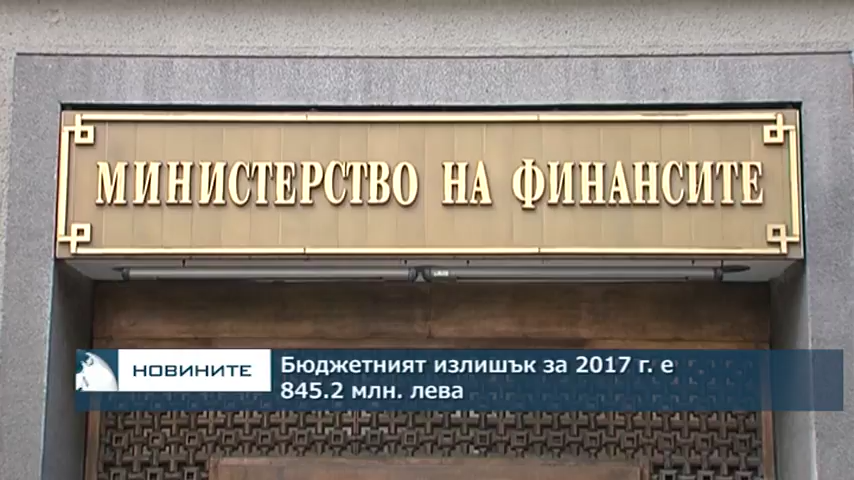 МИНИСТЕРСТВО НА ФИНАНСИТЕ
НОВИНИТЕ
Бюджетният излишък за 2017 г. е
845.2 млн. лева